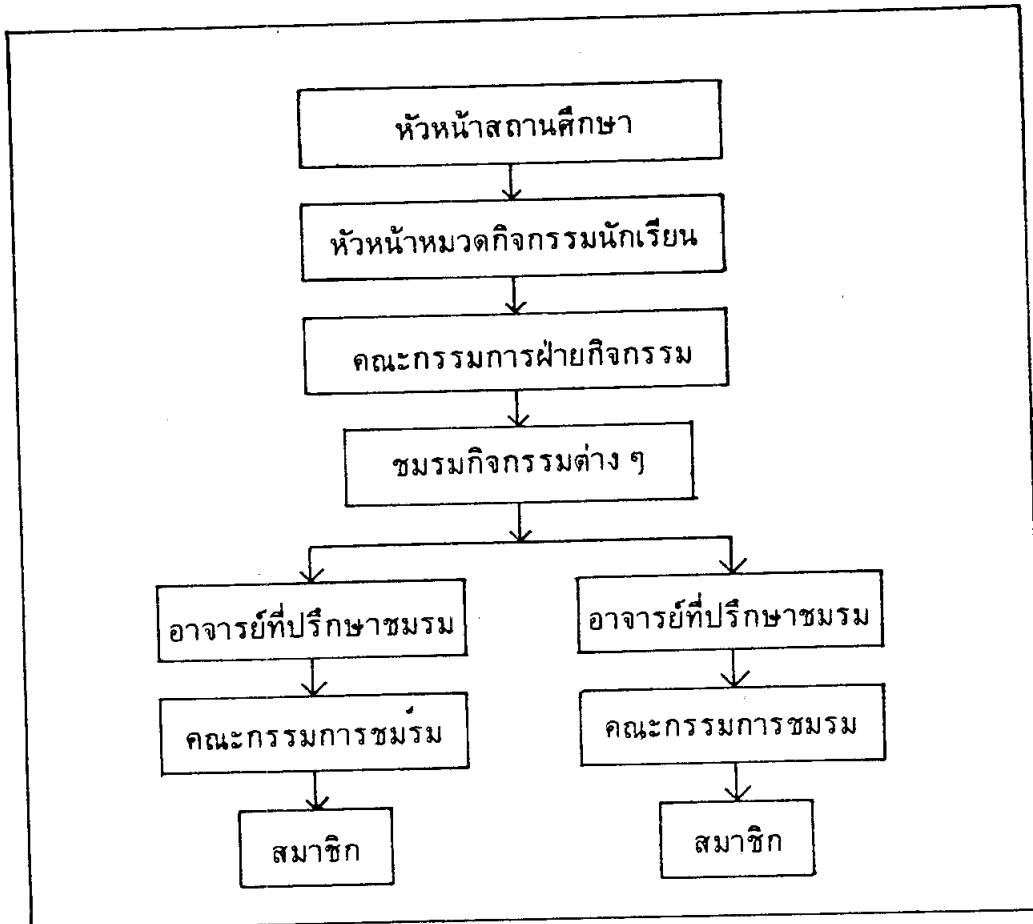 หัวหน้าสถานศึกษา
หัวหน้าหมวดกิจกรรมนักเรียน
คณะกรรมการฝ่ายกิจกรรม
ชมรมกิจกรรมต่าง ๆ
อาจารย์ที่ปรึกษาชมรม
อาจารย์ที่ปรึกษาชมรม
คณะกรรมการชมรม
คณะกรรมการชมรม
สมาชิก
สมาชิก